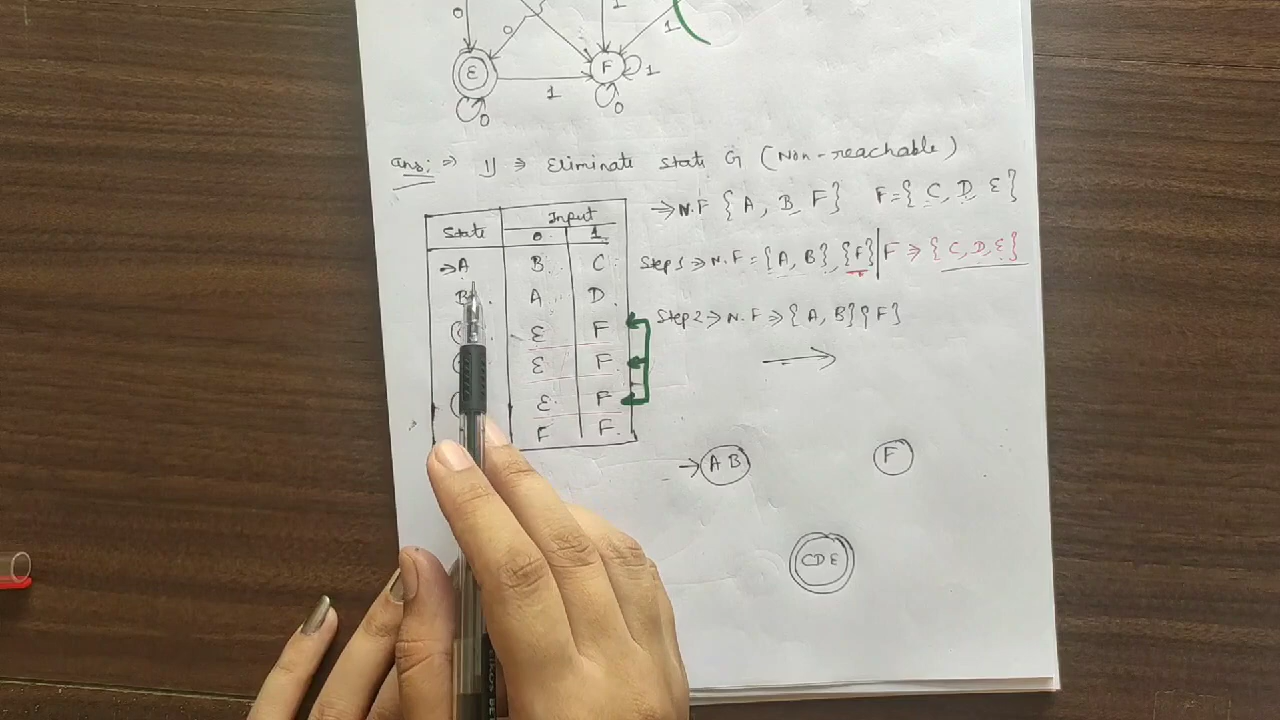 0 0 1 1
E F 1
1
0 0
ans: ⇒ 1) ⇒ Eliminate State G (Non-reachable)
→ N.F {A, B, F} F = {C, D, E}
State Input
0 1
Step 1 ⇒ N.F = {A, B}, {F} | F ⇒ {C, D, E}
→A B C
B A D
Step 2 ⇒ N.F ⇒ {A, B} {F}
E F
E F
E F
F F
→ A B F
CDE